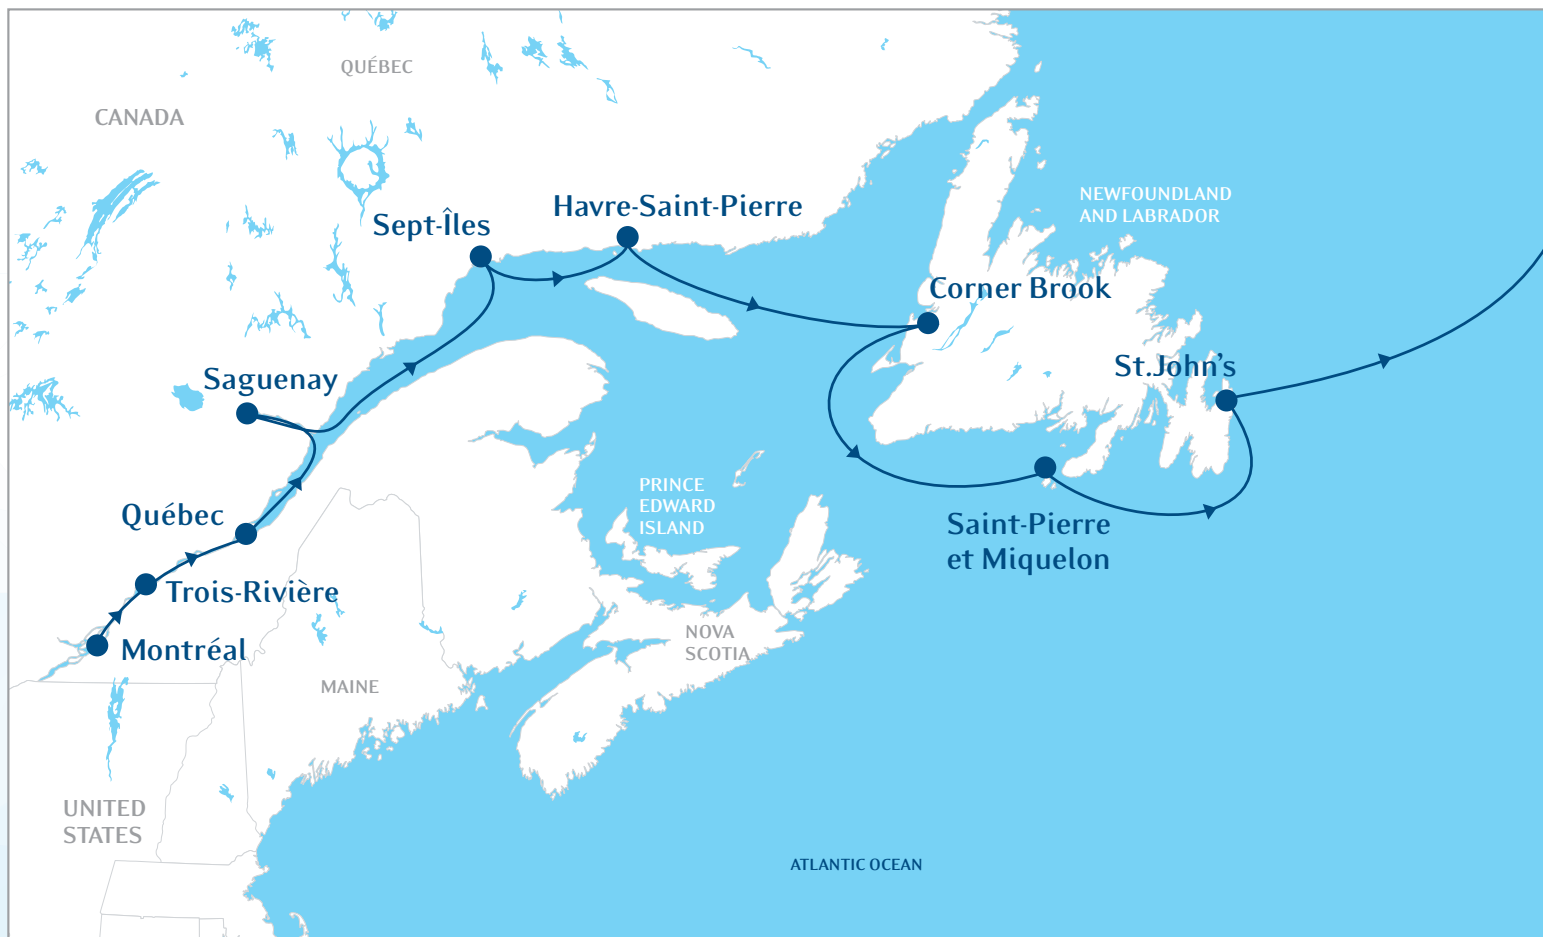 QUÉBEC
CANADA
Havre-Saint-Pierre
Sept-Îles
NEWFOUNDLAND
AND LABRADOR
Corner Brook
St.John's
Saguenay
PRINCE
EDWARD
ISLAND
Québec
Saint-Pierre
et Miquelon
Trois-Rivière
Montréal
NOVA
SCOTIA
MAINE
UNITED
STATES
ATLANTIC OCEAN